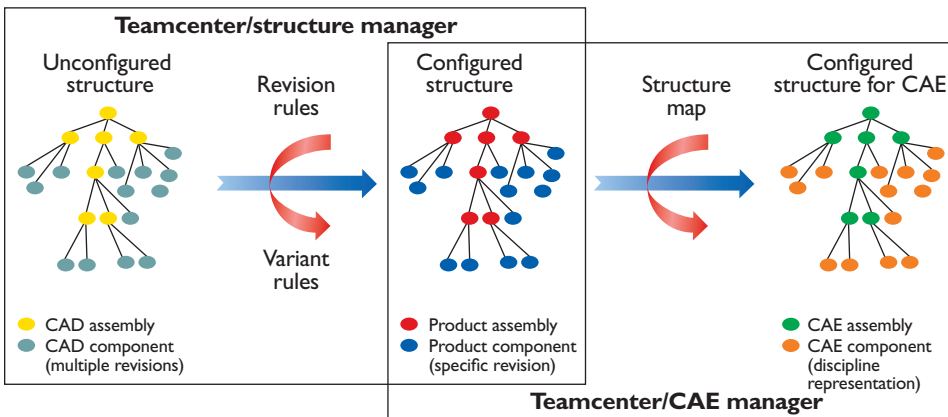 Teamcenter/structure manager
Unconfigured
structure
Revision
rules
Configured
structure
Structure
map
Configured
structure for CAE
Variant
rules
CAD assembly
CAD component
(multiple revisions)
Product assembly
Product component
(specific revision)
CAE assembly
CAE component
(discipline
representation)
Teamcenter/CAE manager